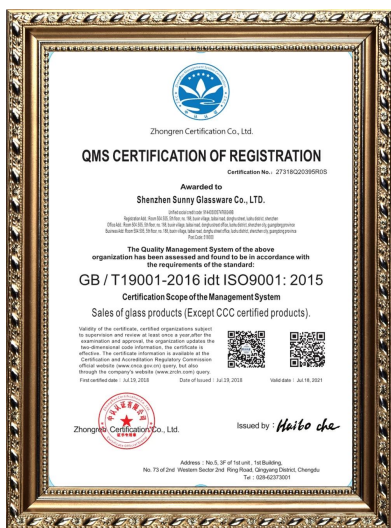 Zhongren Certification Co., Ltd.
QMS CERTIFICATION OF REGISTRATION
Certification No.: 27318Q20395R0S
Awarded to
Shenzhen Sunny Glassware Co., LTD.
The Quality Management System of the above
organization has been assessed and found to be in accordance with
the requirements of the standard:
GB / T19001-2016 idt ISO9001: 2015
Certification Scope of the Management System
Sales of glass products (Except CCC certified products).
Validity of the certificate, certified organizations subject
to supervision and review at least once a year.after the
examination and approval, the organization updates the
two-dimensional code information, the certificate is
effective. The certificate information is available at the
Certification and Accreditation Regulatory Commission
official website (www.cnca.gov.cn) query, but also
through the company's website (www.zrcln.com) query.
First certified date : Jul.19, 2018 Date of Issued : Jul.19, 2018 Valid date : Jul.18, 2021
Zhongren Certification Co., Ltd.
Issued by : Haibo che
Address : No.5, 3F of 1st unit , 1st Building,
No. 73 of 2nd Western Sector 2nd Ring Road, Qingyang District, Chengdu
Tel : 028-62373001